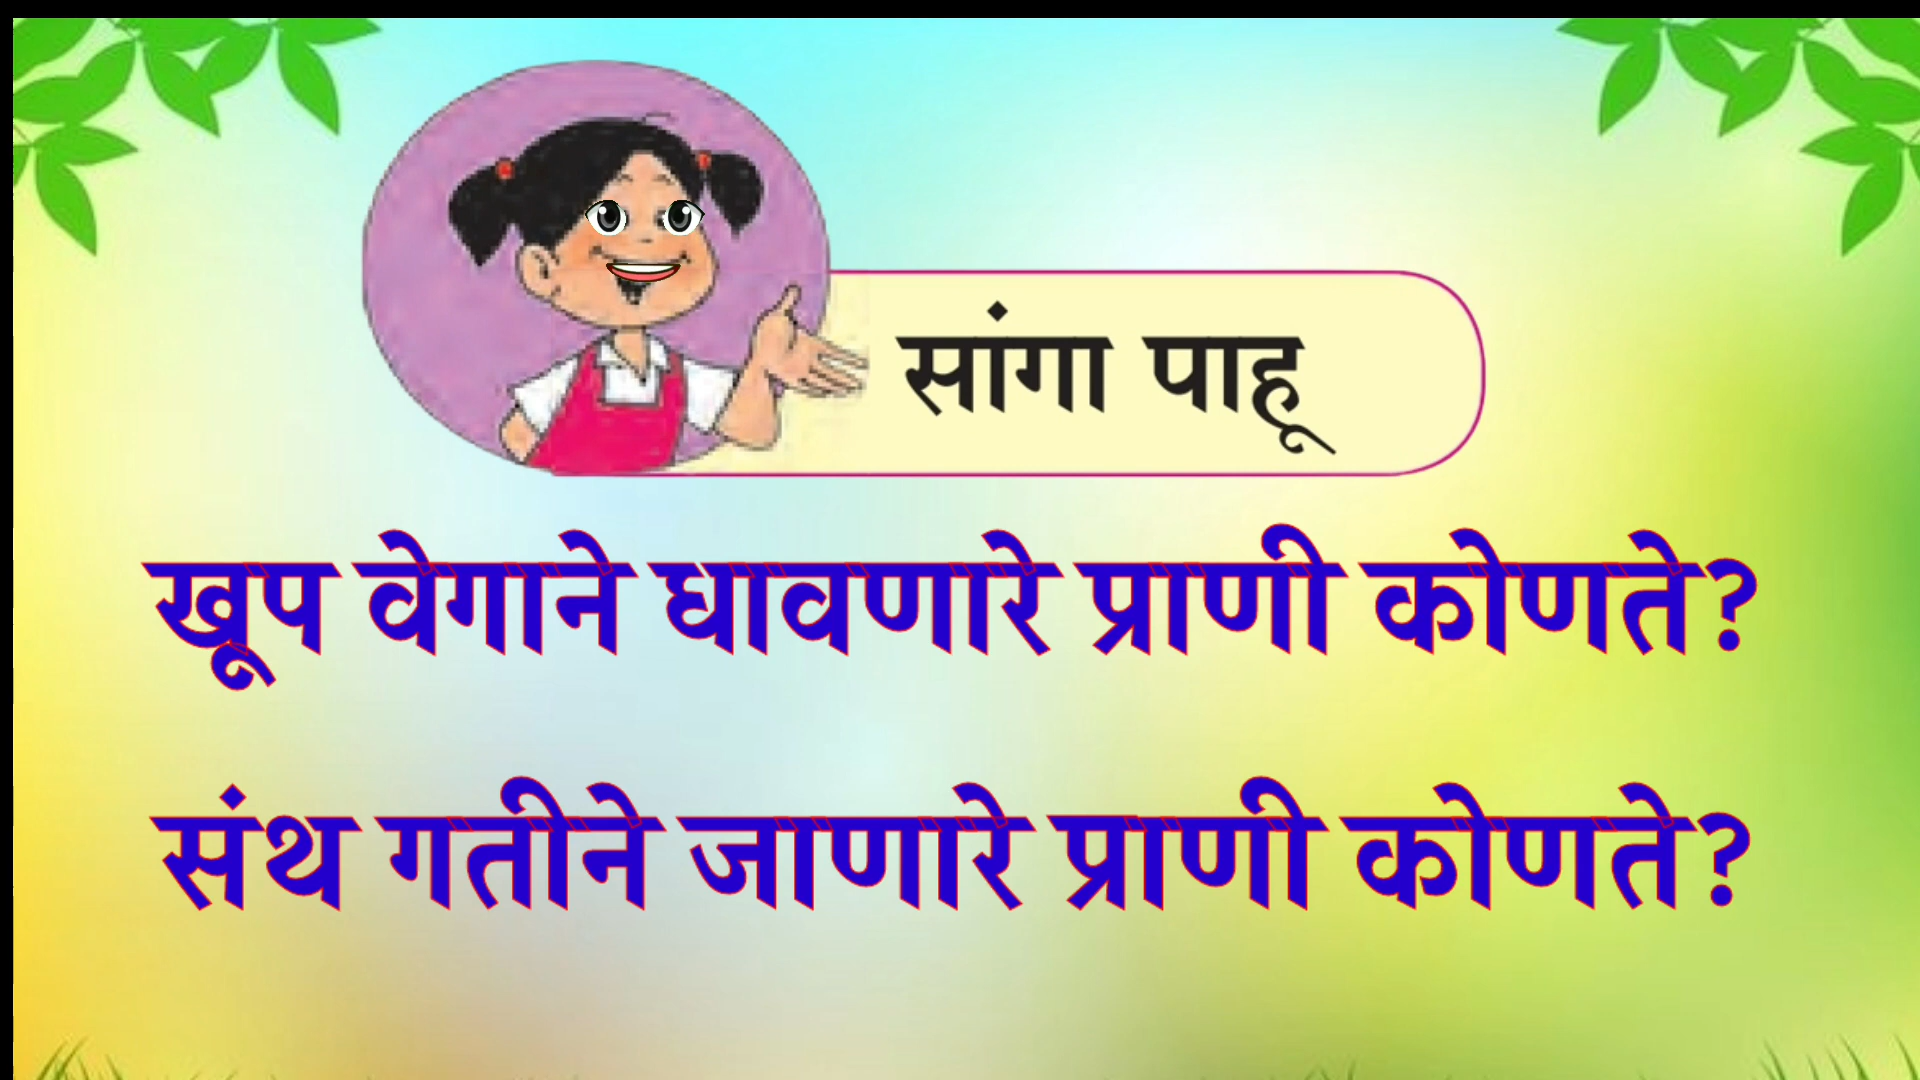 सांगा पाहू
खूप वेगाने धावणारे प्राणी कोणते?
संथ गतीने जाणारे प्राणी कोणते?